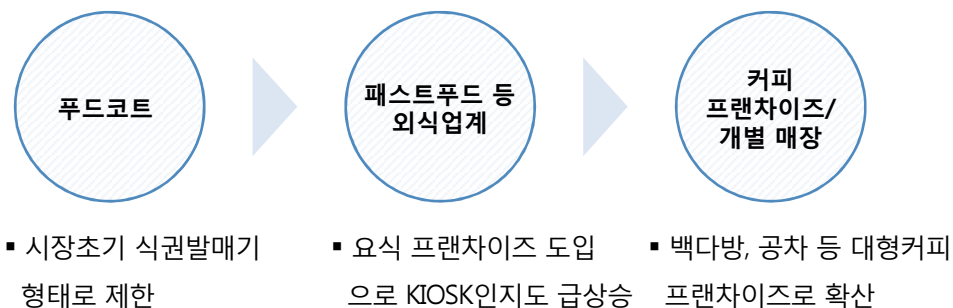 푸드코트
패스트푸드 등
외식업계
커피
프랜차이즈/
개별 매장
▪ 시장초기 식권발매기
형태로 제한
▪ 요식 프랜차이즈 도입
으로 KIOSK인지도 급상승
▪ 백다방, 공차 등 대형커피
프랜차이즈로 확산